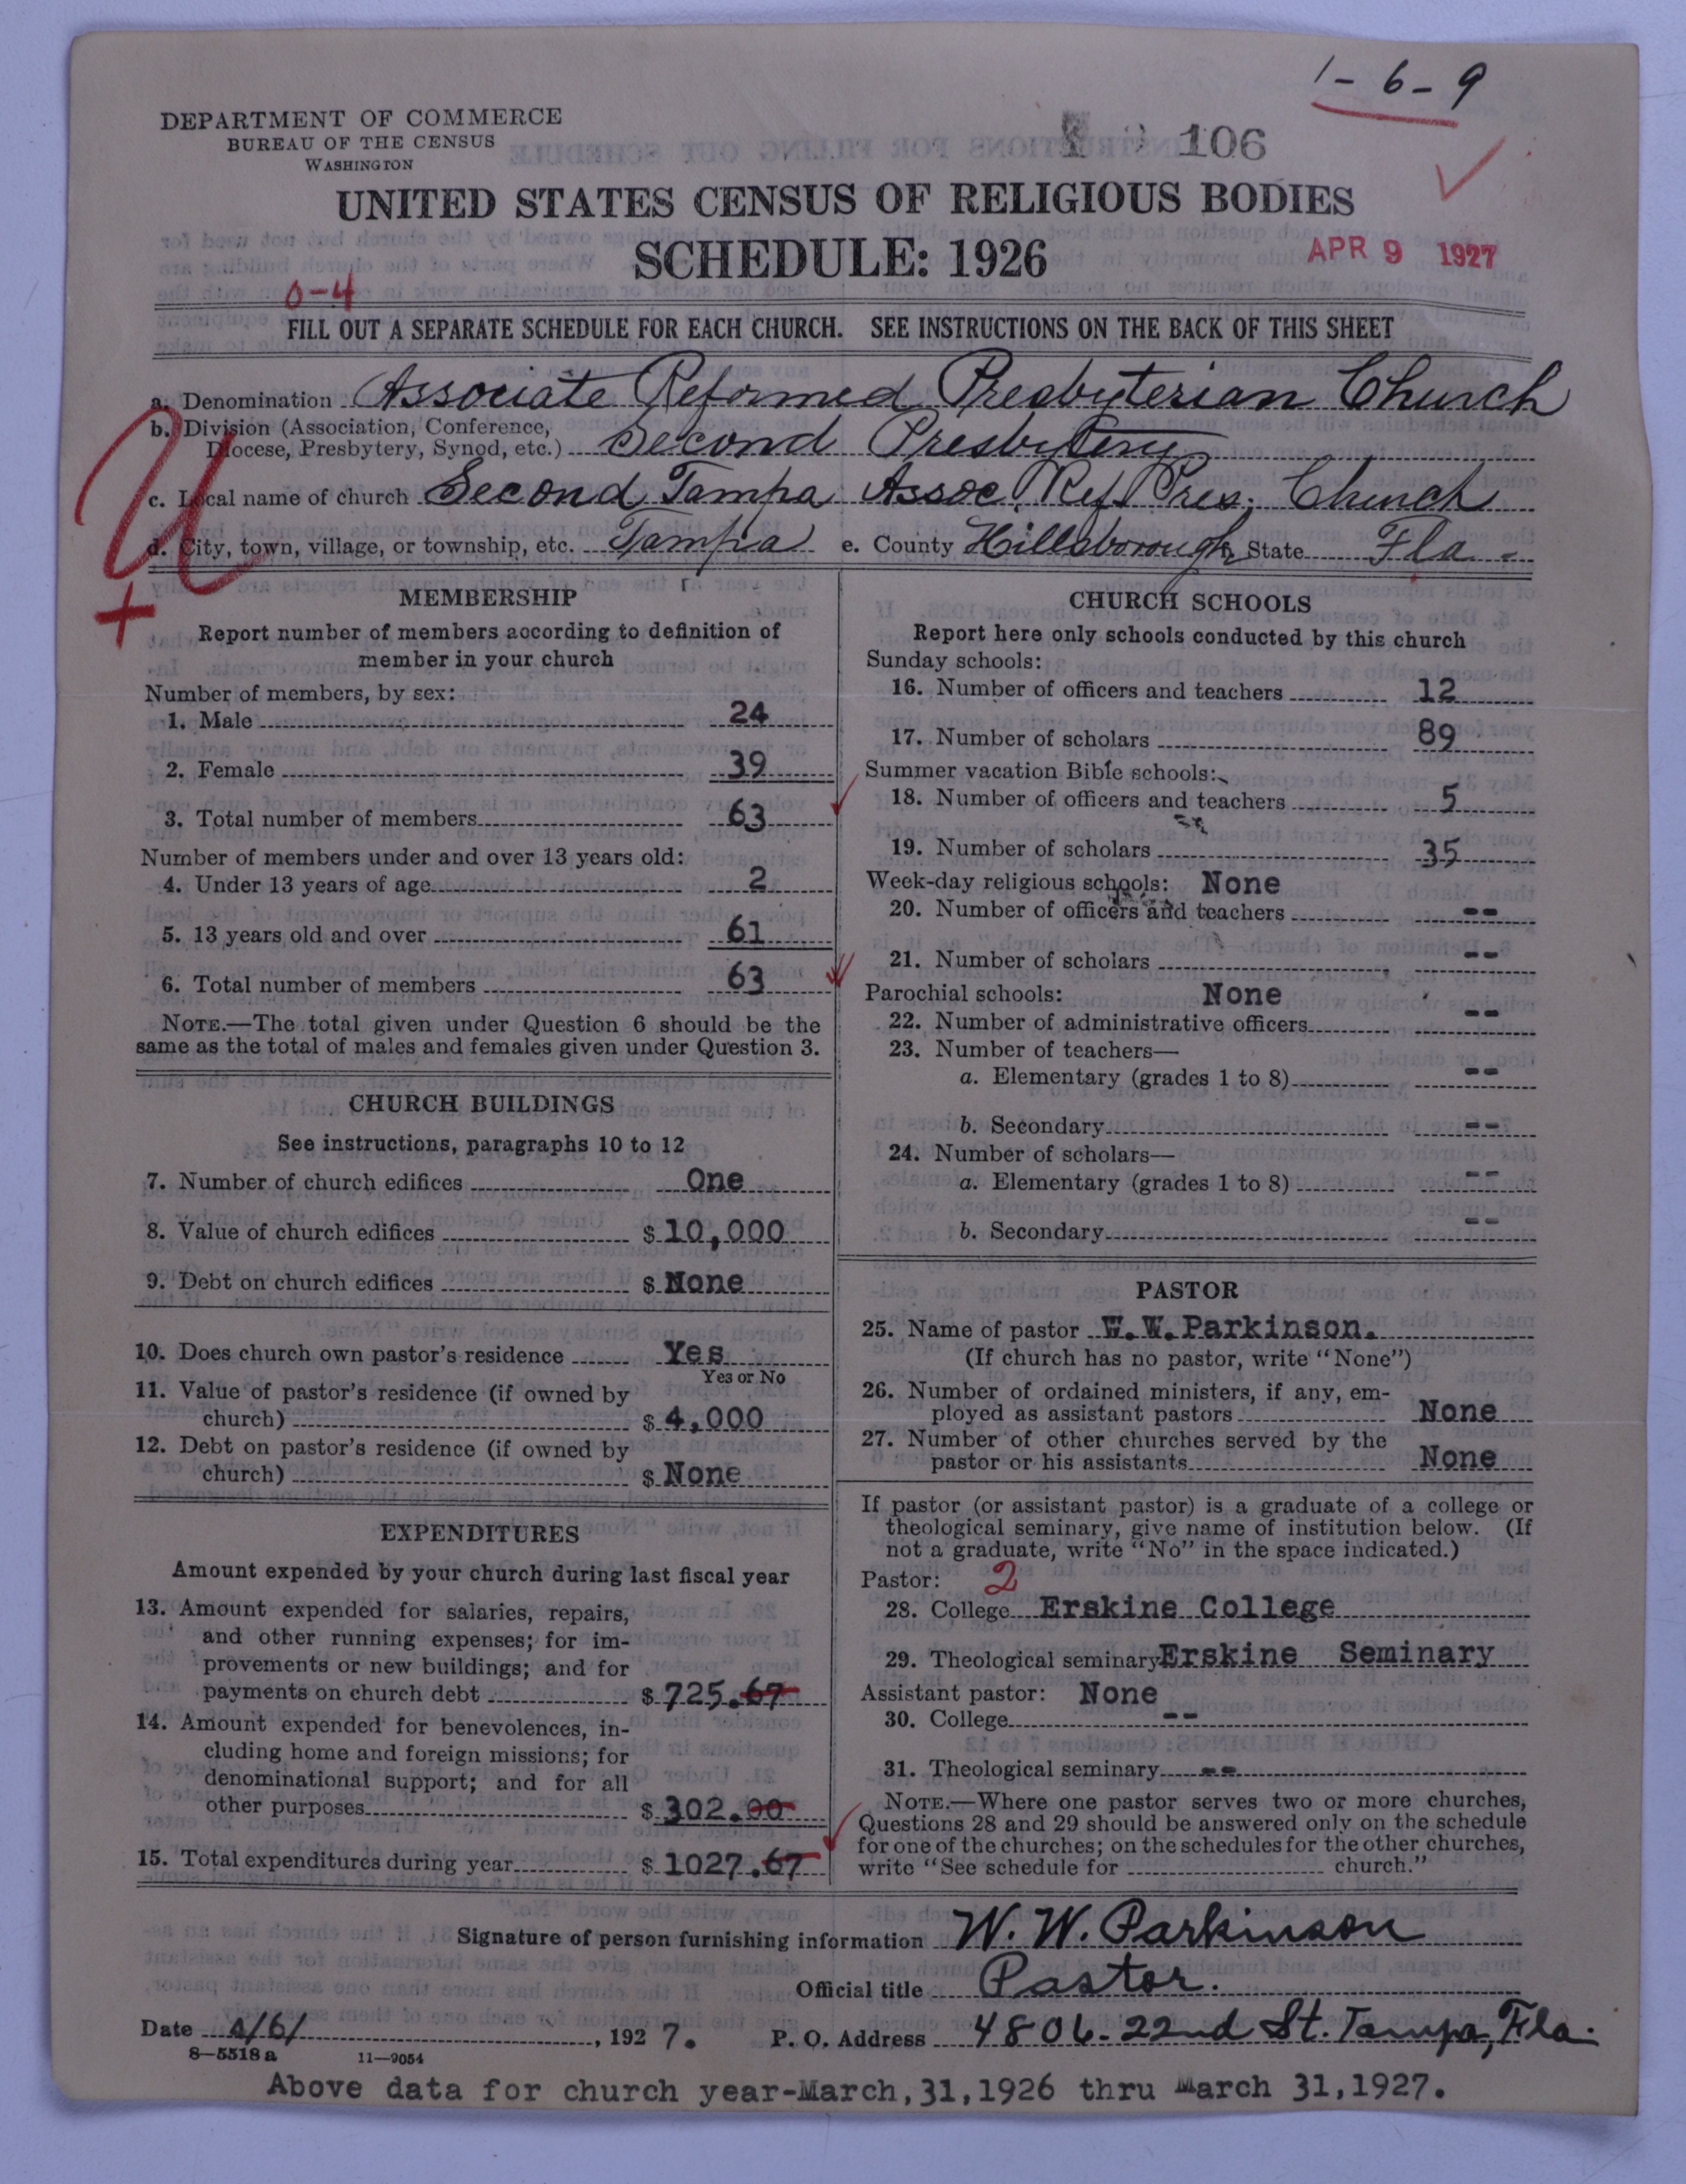 1-6-9
DEPARTMENT OF COMMERCE
BUREAU OF THE CENSUS
WASHINGTON
106
UNITED STATES CENSUS OF RELIGIOUS BODIES
SCHEDULE: 1926
APR 9 1927
0-4
FILL OUT A SEPARATE SCHEDULE FOR EACH CHURCH. SEE INSTRUCTIONS ON THE BACK OF THIS SHEET
a. Denomination Associate Reformed Presbyterian Church
b. Division (Association, Conference,
Diocese, Presbytery, Synod, etc.) Second Presbytery
c. Local name of church Second Tampa Assoc. Ref. Pres. Church
d. City, town, village, or township, etc. Tampa e. County Hillsborough State Fla.
MEMBERSHIP
Report number of members according to definition of
member in your church
Number of members, by sex:
1. Male 24
2. Female 39
3. Total number of members 63
Number of members under and over 13 years old:
4. Under 13 years of age 2
5. 13 years old and over 61
6. Total number of members 63
NOTE.—The total given under Question 6 should be the
same as the total of males and females given under Question 3.
CHURCH BUILDINGS
See instructions, paragraphs 10 to 12
7. Number of church edifices One
8. Value of church edifices $ 10,000
9. Debt on church edifices $ None
10. Does church own pastor's residence Yes
Yes or No
11. Value of pastor's residence (if owned by
church) $ 4,000
12. Debt on pastor's residence (if owned by
church) $ None
EXPENDITURES
Amount expended by your church during last fiscal year
13. Amount expended for salaries, repairs,
and other running expenses; for im-
provements or new buildings; and for
payments on church debt $ 725.67
14. Amount expended for benevolences, in-
cluding home and foreign missions; for
denominational support; and for all
other purposes $ 302.00
15. Total expenditures during year $ 1027.67
CHURCH SCHOOLS
Report here only schools conducted by this church
Sunday schools:
16. Number of officers and teachers 12
17. Number of scholars 89
Summer vacation Bible schools:
18. Number of officers and teachers 5
19. Number of scholars 35
Week-day religious schools: None
20. Number of officers and teachers --
21. Number of scholars --
Parochial schools: None
22. Number of administrative officers --
23. Number of teachers—
a. Elementary (grades 1 to 8) --
b. Secondary --
24. Number of scholars—
a. Elementary (grades 1 to 8) --
b. Secondary --
PASTOR
25. Name of pastor W.W.Parkinson.
(If church has no pastor, write "None")
26. Number of ordained ministers, if any, em-
ployed as assistant pastors None
27. Number of other churches served by the
pastor or his assistants None
If pastor (or assistant pastor) is a graduate of a college or
theological seminary, give name of institution below. (If
not a graduate, write "No" in the space indicated.)
Pastor: 2
28. College Erskine College
29. Theological seminary Erskine Seminary
Assistant pastor: None
30. College --
31. Theological seminary --
NOTE.—Where one pastor serves two or more churches,
Questions 28 and 29 should be answered only on the schedule
for one of the churches; on the schedules for the other churches,
write "See schedule for church."
Signature of person furnishing information W. W. Parkinson
Official title Pastor.
Date 4/6/, 1927. P. O. Address 4806-22nd St. Tampa, Fla.
8—5518 a 11—9054
Above data for church year-March,31,1926 thru March 31,1927.